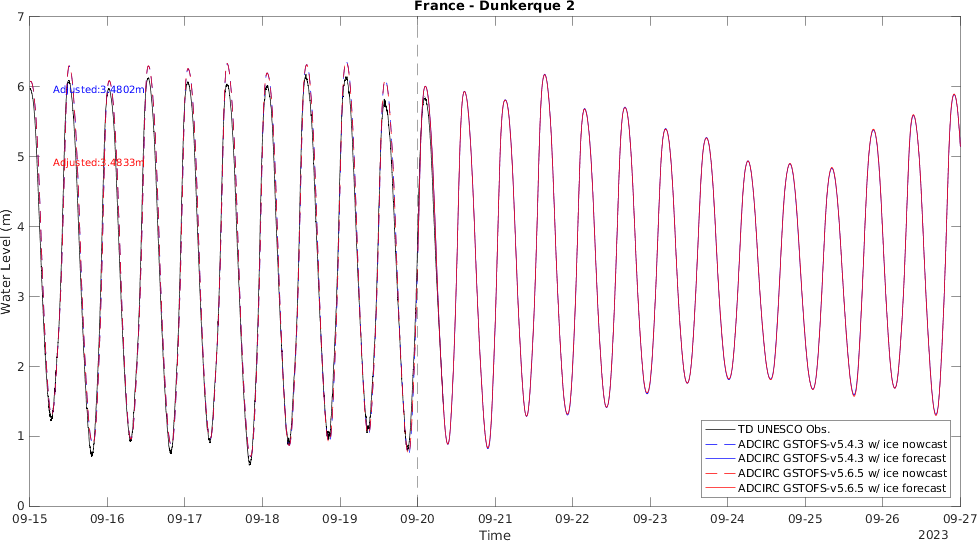 France - Dunkerque 2
7
6
5
4
3
2
1
0
Water Level (m)
Adjusted:3.4802m
Adjusted:3.4833m
TD UNESCO Obs.
ADCIRC GSTOFS-v5.4.3 w/ ice nowcast
ADCIRC GSTOFS-v5.4.3 w/ ice forecast
ADCIRC GSTOFS-v5.6.5 w/ ice nowcast
ADCIRC GSTOFS-v5.6.5 w/ ice forecast
09-15 09-16 09-17 09-18 09-19 09-20 09-21 09-22 09-23 09-24 09-25 09-26 09-27
Time
2023